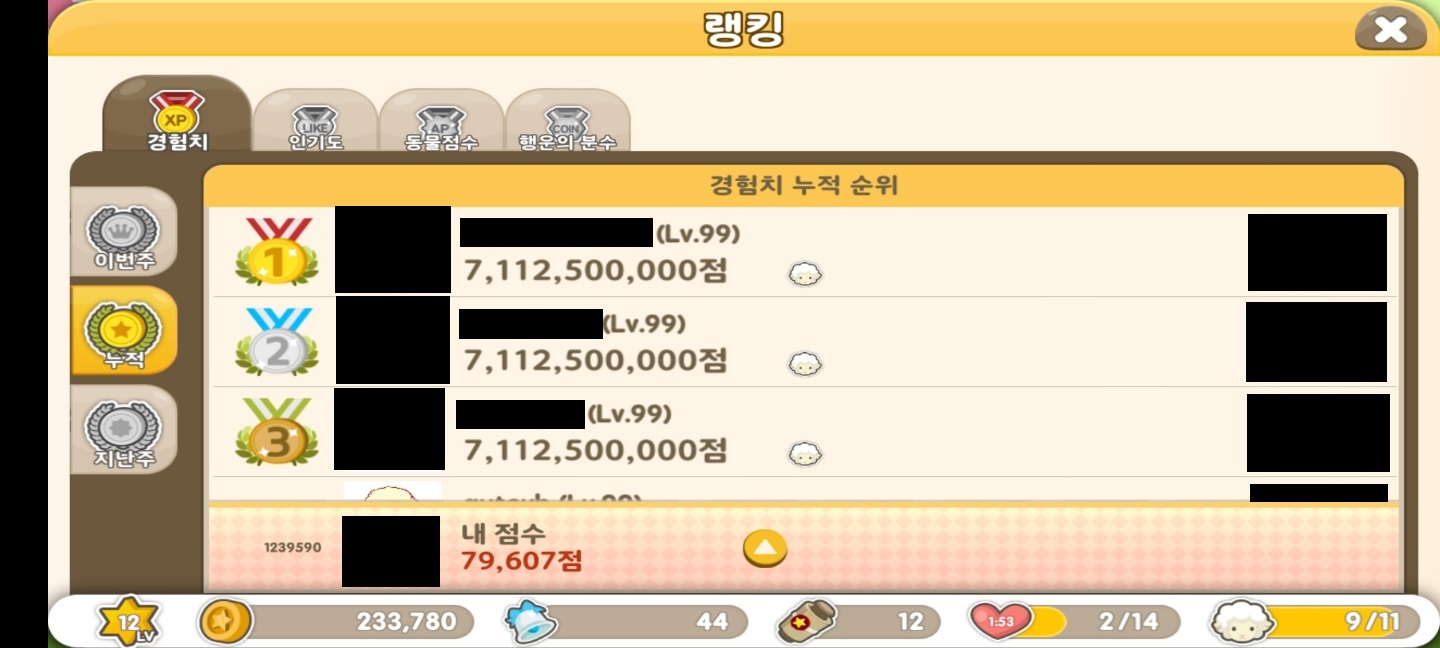 랭킹
XP
경험치
LIKE
인기도
AP
동물점수
COIN
행운의 분수
이번주
누적
지난주
경험치 누적 순위
1
(Lv.99)
7,112,500,000점
2
(Lv.99)
7,112,500,000점
3
(Lv.99)
7,112,500,000점
1239590
내 점수
79,607점
12 LV
233,780
44
12
1:53
2/14
9/11